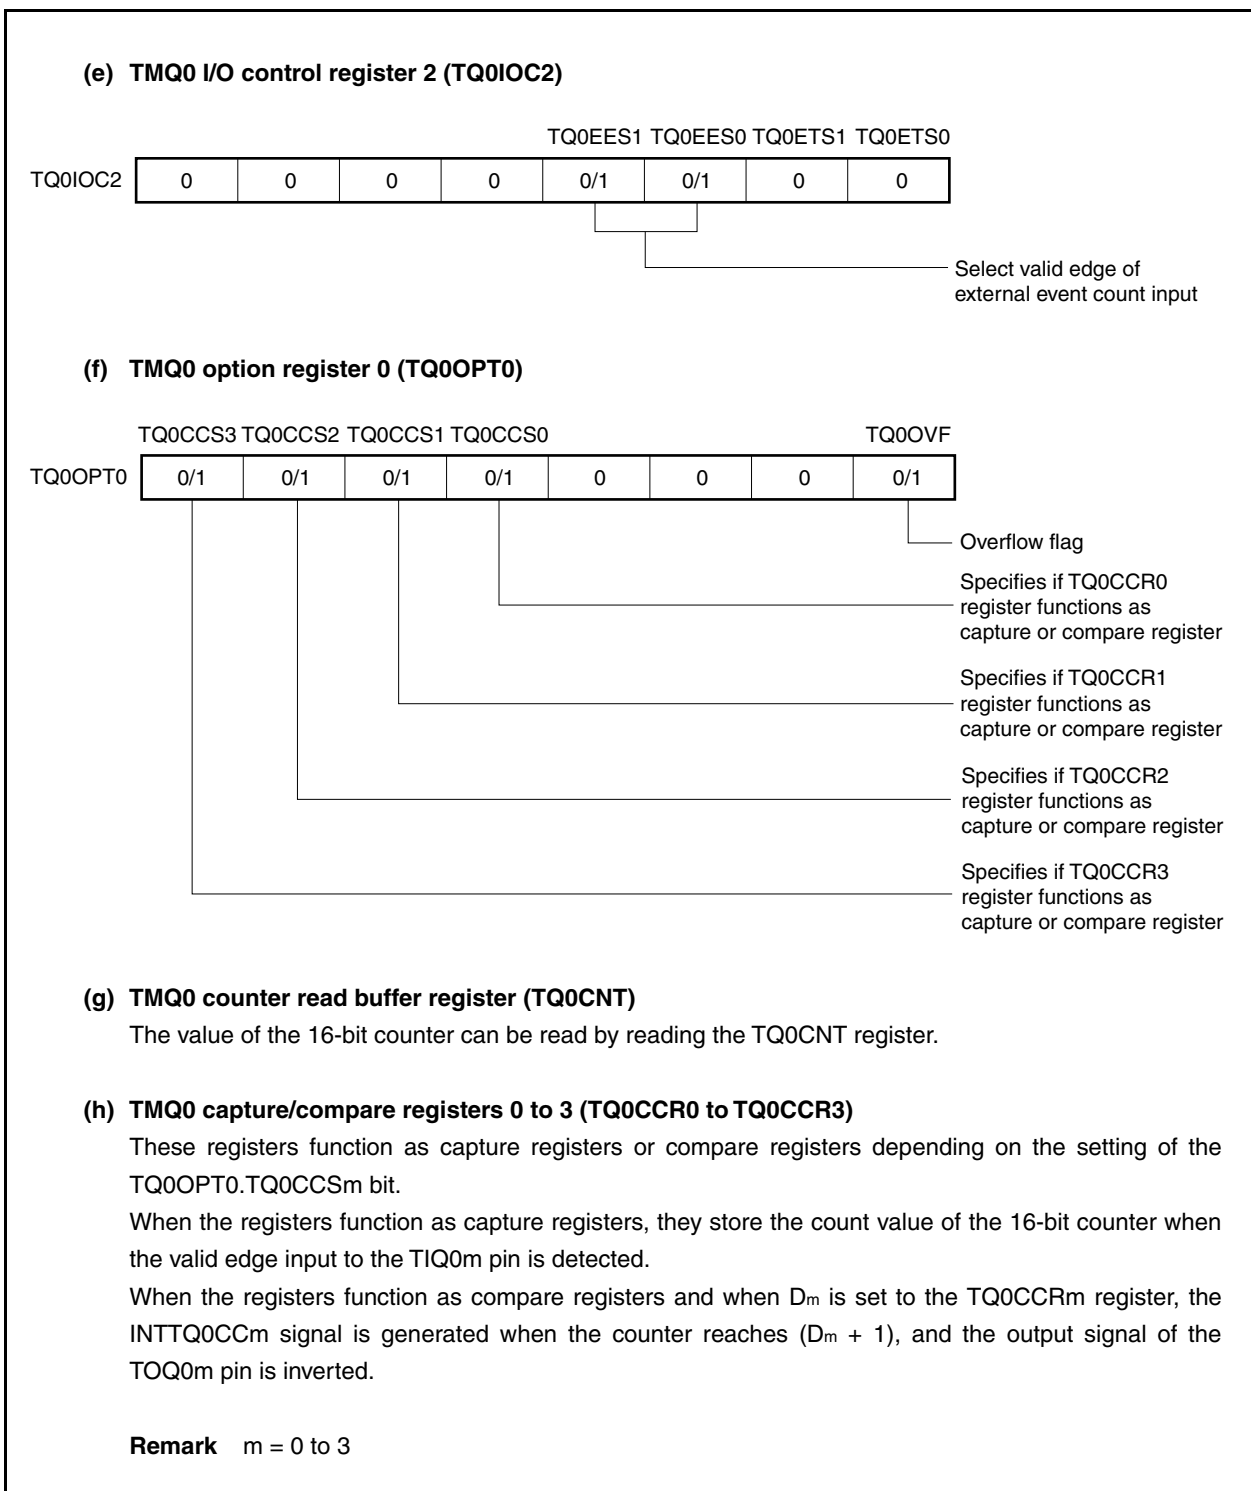 (e) TMQ0 I/O control register 2 (TQ0IOC2)
TQ0EES1 TQ0EES0 TQ0ETS1 TQ0ETS0
TQ0IOC2 0 0 0 0 0/1 0/1 0 0
Select valid edge of
external event count input
(f) TMQ0 option register 0 (TQ0OPT0)
TQ0CCS3 TQ0CCS2 TQ0CCS1 TQ0CCS0 TQ0OVF
TQ0OPT0 0/1 0/1 0/1 0/1 0 0 0 0/1
Overflow flag
Specifies if TQ0CCR0
register functions as
capture or compare register
Specifies if TQ0CCR1
register functions as
capture or compare register
Specifies if TQ0CCR2
register functions as
capture or compare register
Specifies if TQ0CCR3
register functions as
capture or compare register
(g) TMQ0 counter read buffer register (TQ0CNT)
The value of the 16-bit counter can be read by reading the TQ0CNT register.
(h) TMQ0 capture/compare registers 0 to 3 (TQ0CCR0 to TQ0CCR3)
These registers function as capture registers or compare registers depending on the setting of the
TQ0OPT0.TQ0CCSm bit.
When the registers function as capture registers, they store the count value of the 16-bit counter when
the valid edge input to the TIQ0m pin is detected.
When the registers function as compare registers and when Dm is set to the TQ0CCRm register, the
INTTQ0CCm signal is generated when the counter reaches (Dm + 1), and the output signal of the
TOQ0m pin is inverted.
Remark m = 0 to 3